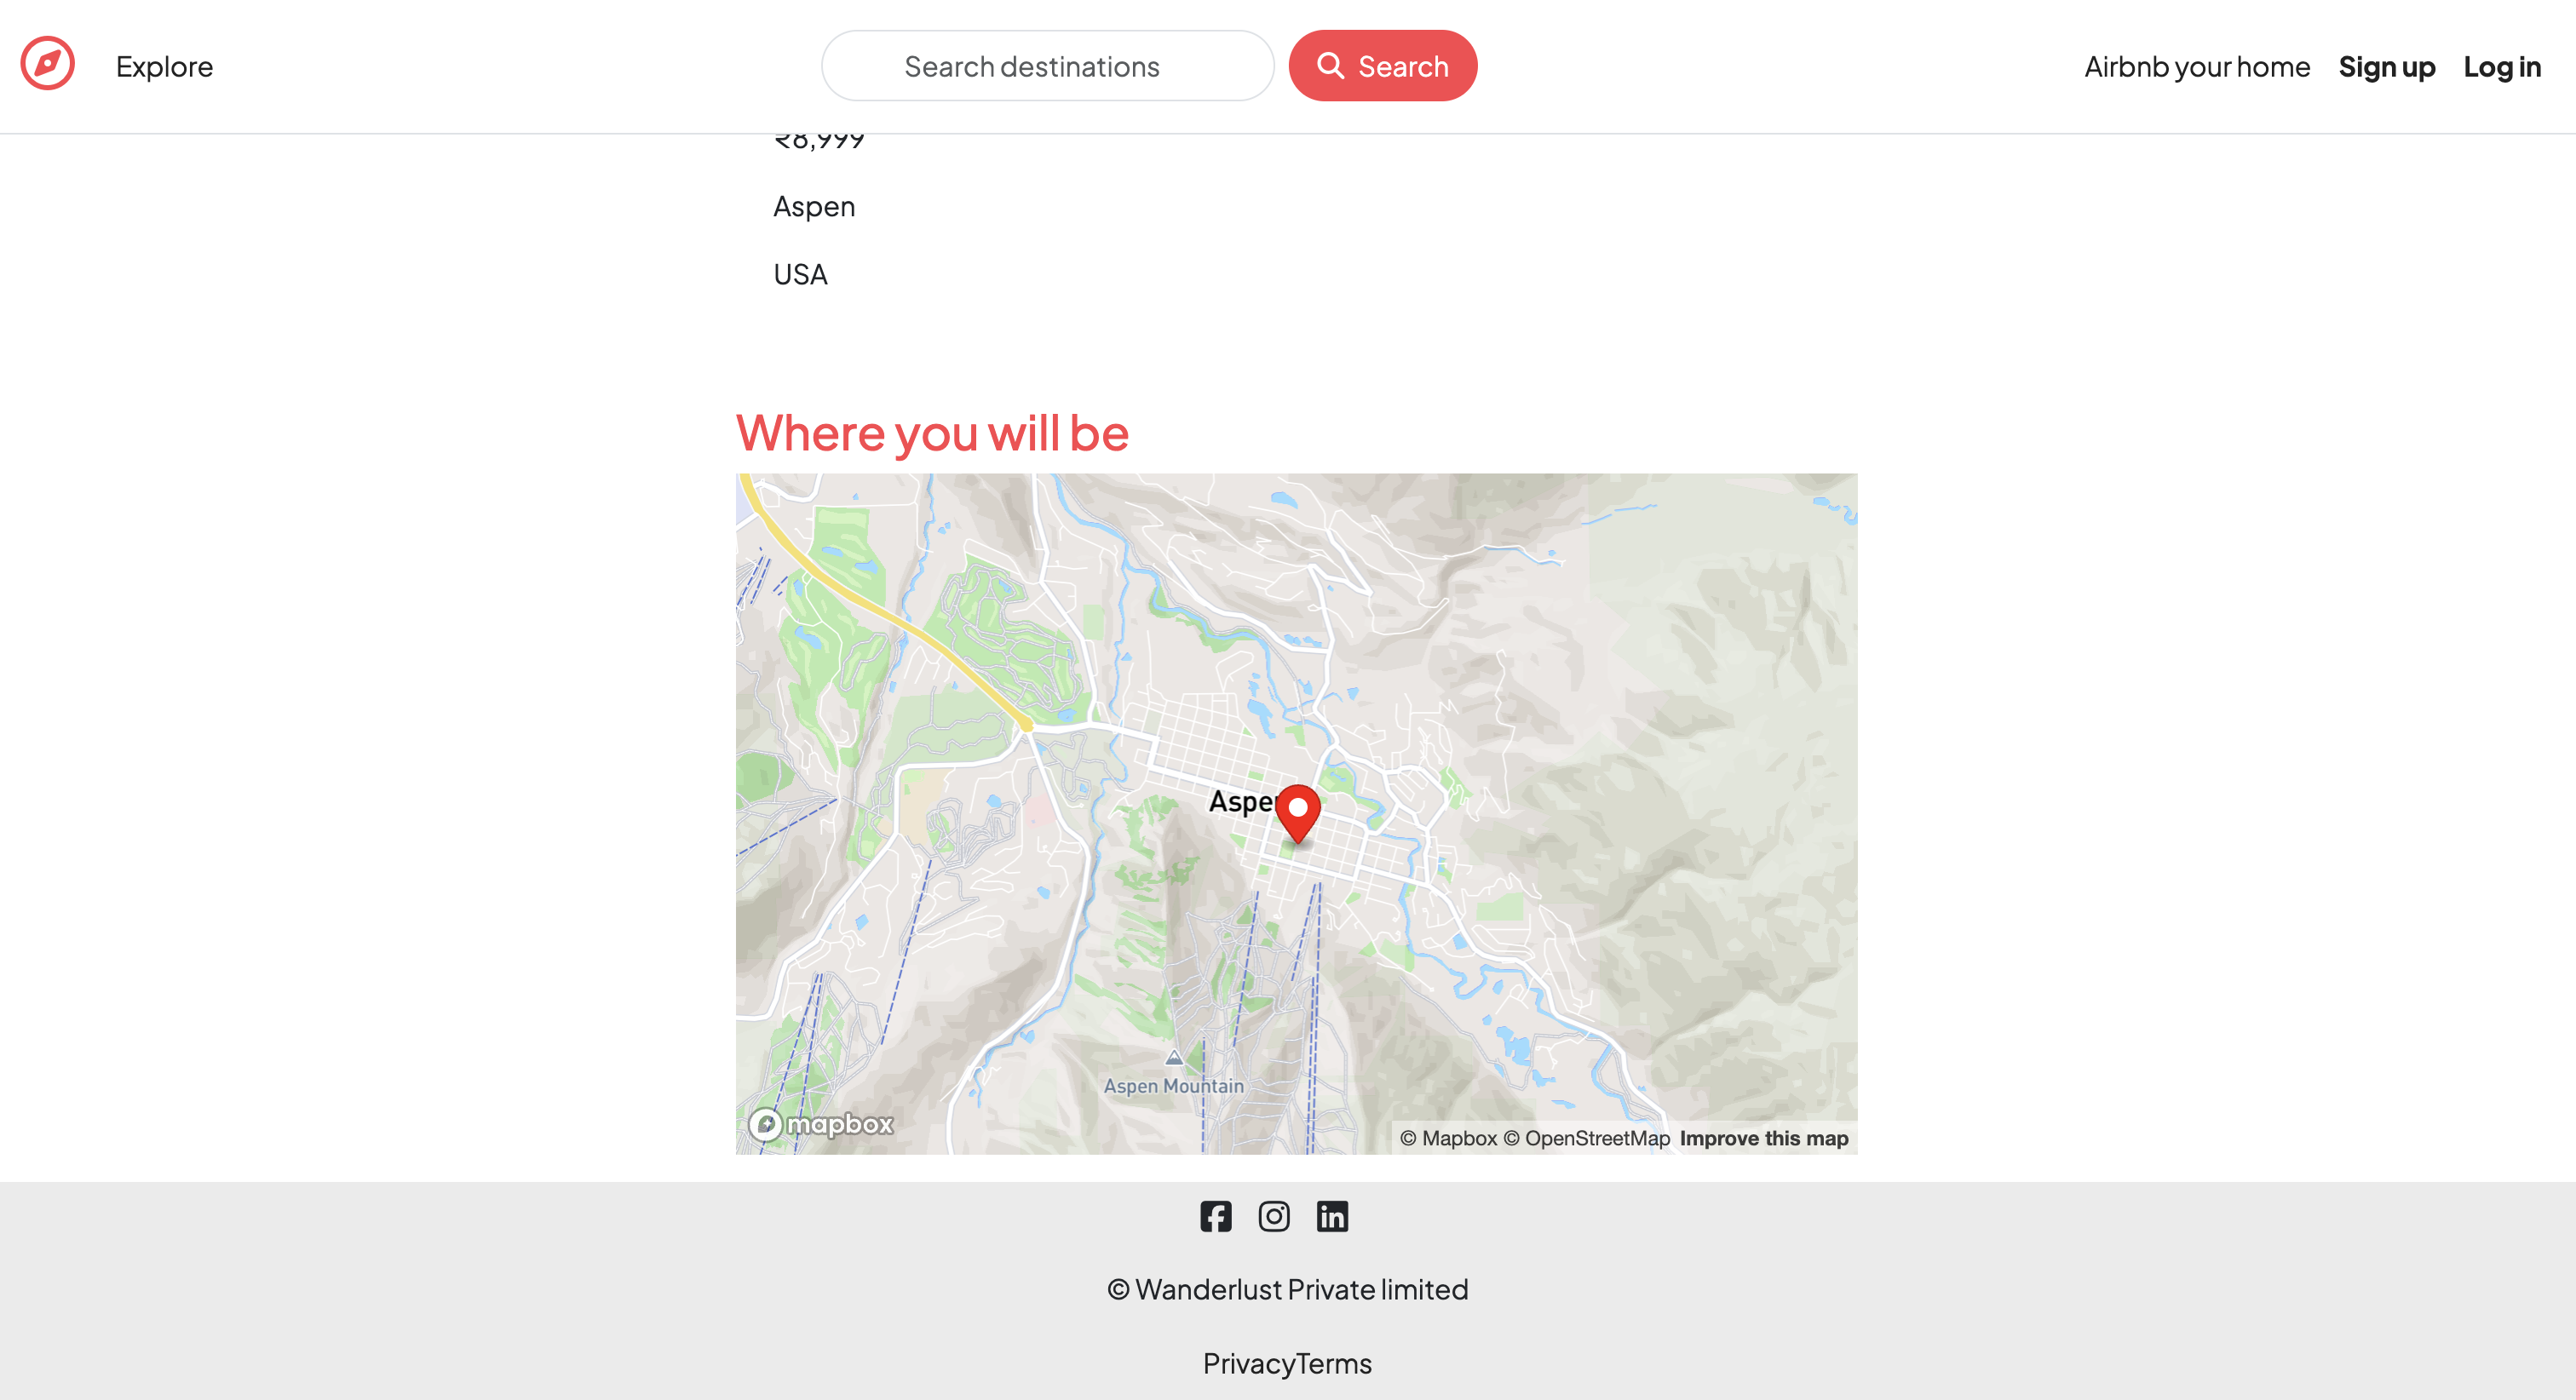 Explore
Search destinations
Search
Airbnb your home Sign up Log in
₹8,999
Aspen
USA
Where you will be
Aspen
Aspen Mountain
mapbox
© Mapbox © OpenStreetMap Improve this map
© Wanderlust Private limited
PrivacyTerms